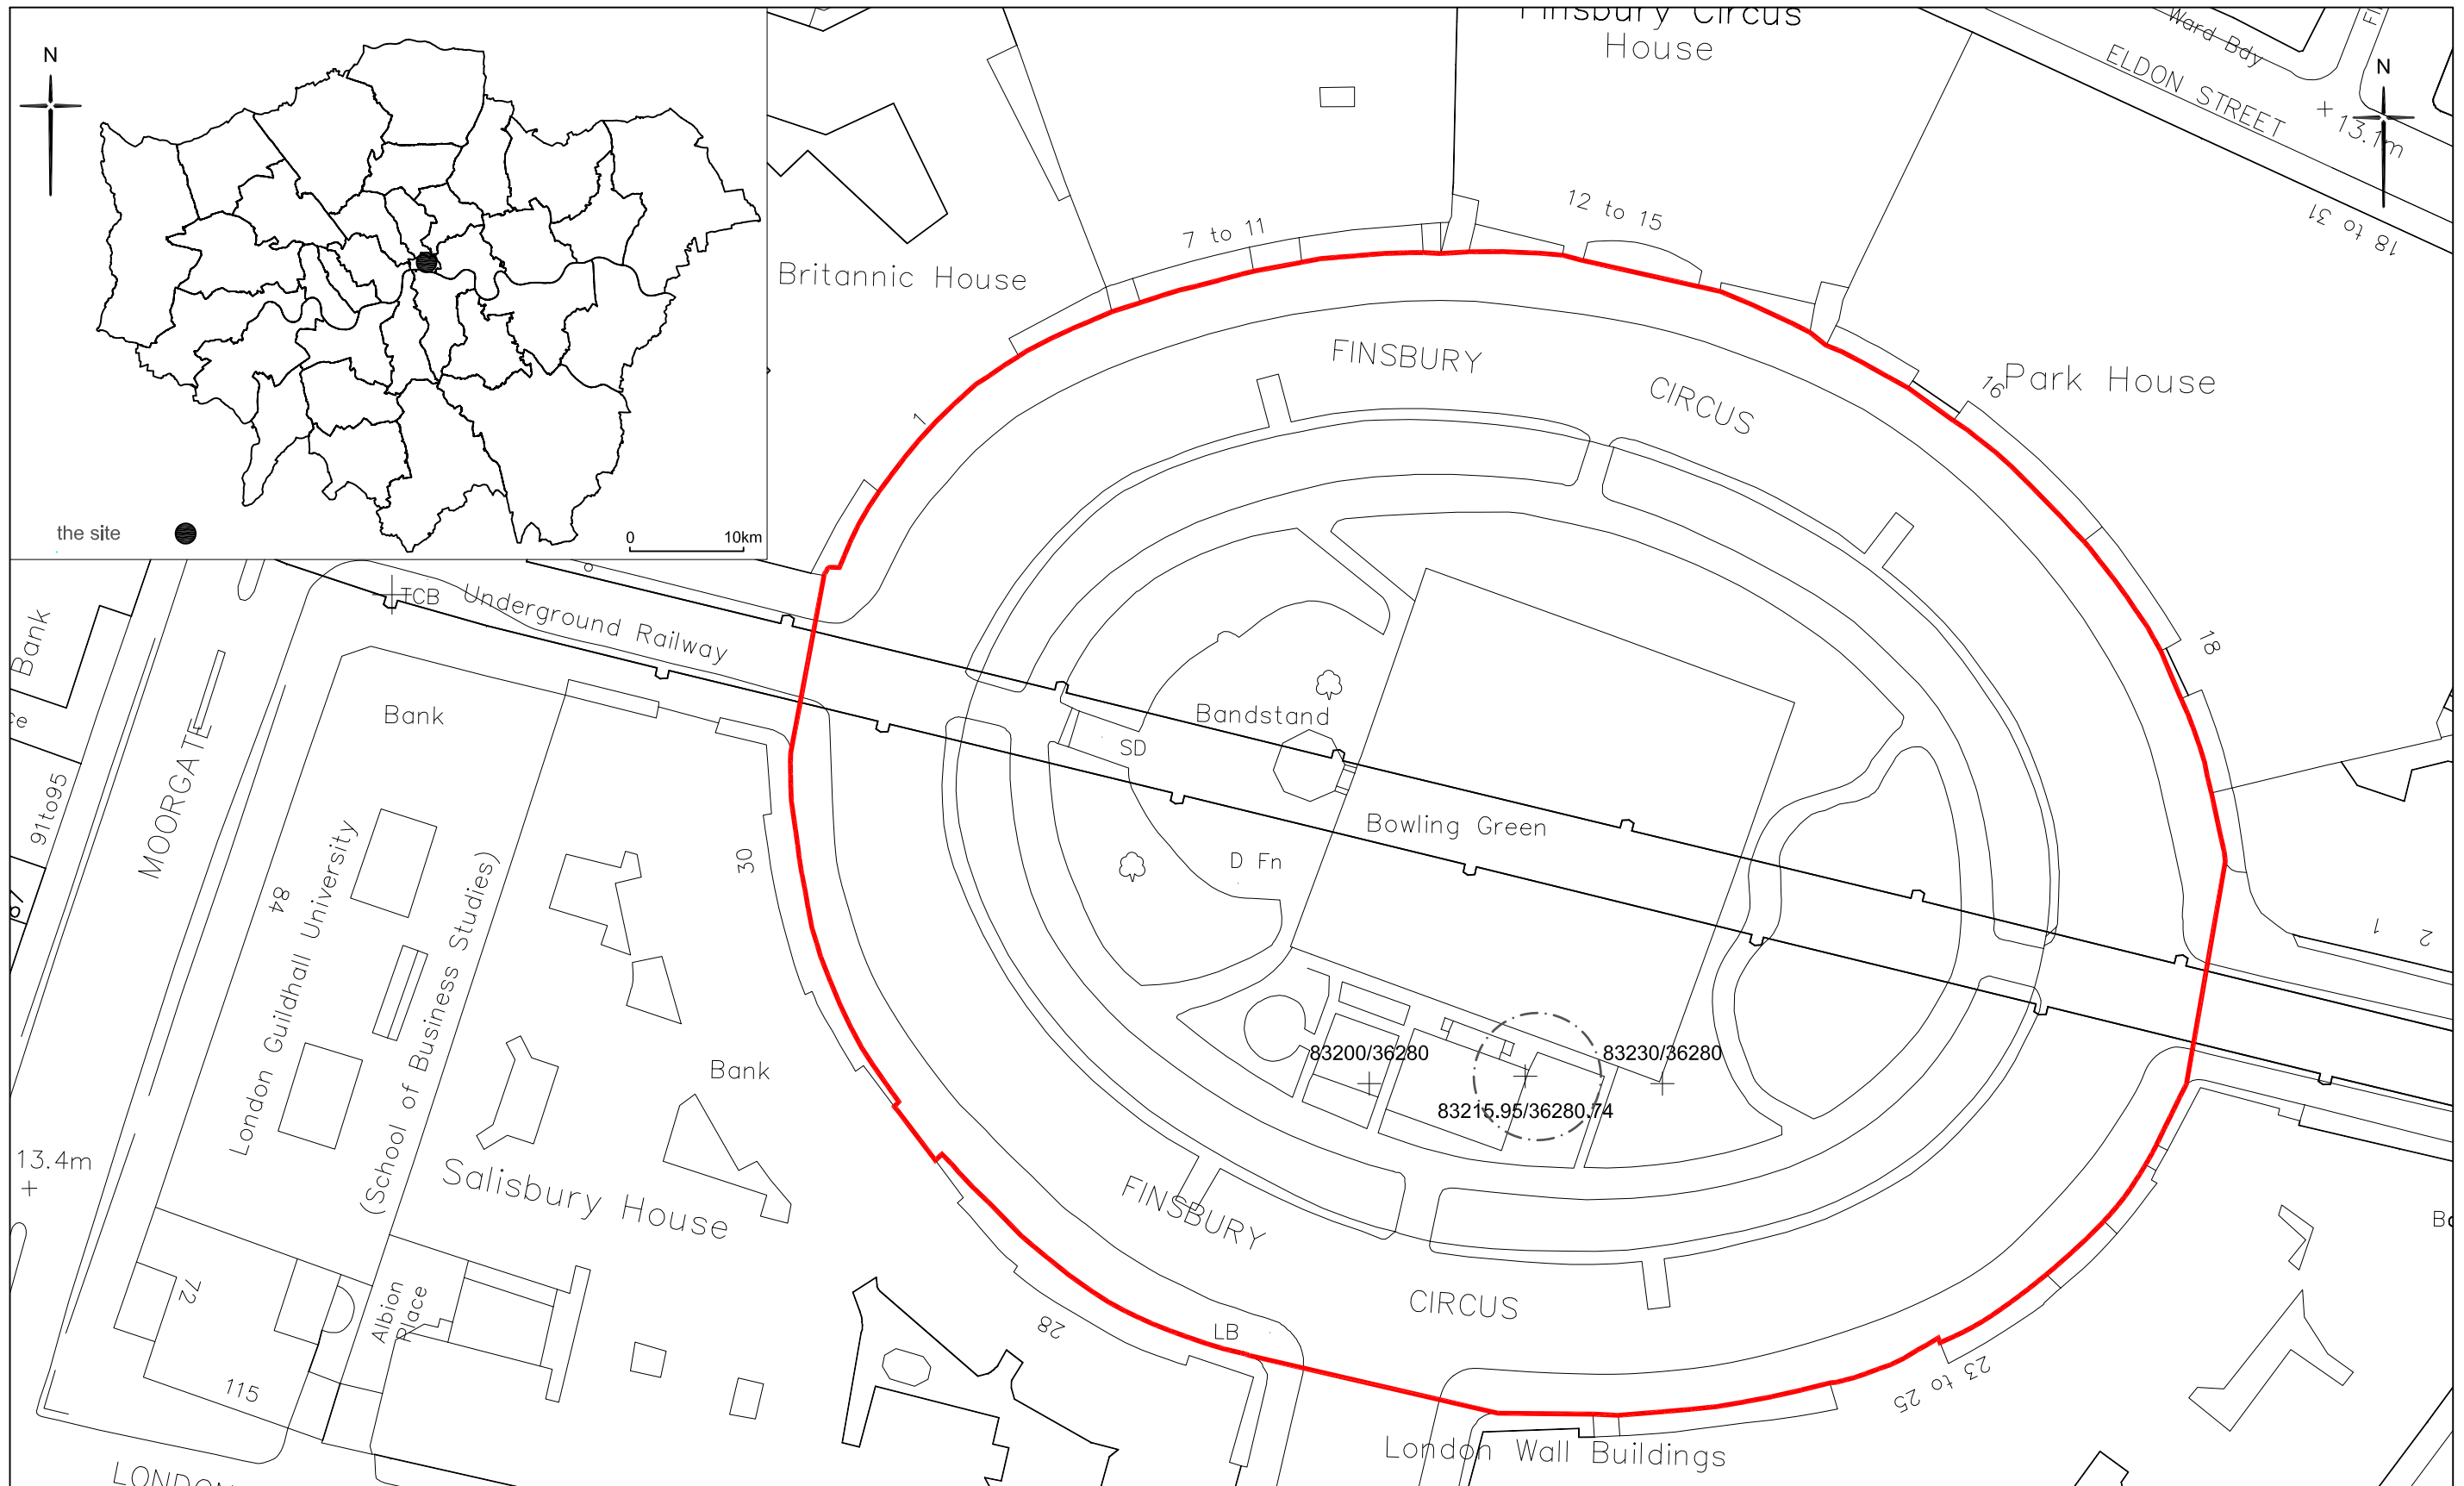 Finsbury Circus
House
N
N
Ward Bdy
ELDON STREET
+ 13.1m
18 to 31
12 to 15
7 to 11
Britannic House
FINSBURY
CIRCUS
16
Park House
1
the site
0
10km
TCB
Underground Railway
Bank
Bank
MOORGATE
91to95
87
84
London Guildhall University
(School of Business Studies)
30
18
Bandstand
SD
Bowling Green
D Fn
1
2
83200/36280
83230/36280
83215.95/36280.74
Bank
13.4m
Salisbury House
FINSBURY
CIRCUS
72
Albion
Place
115
28
LB
23 to 25
London Wall Buildings
LONDON